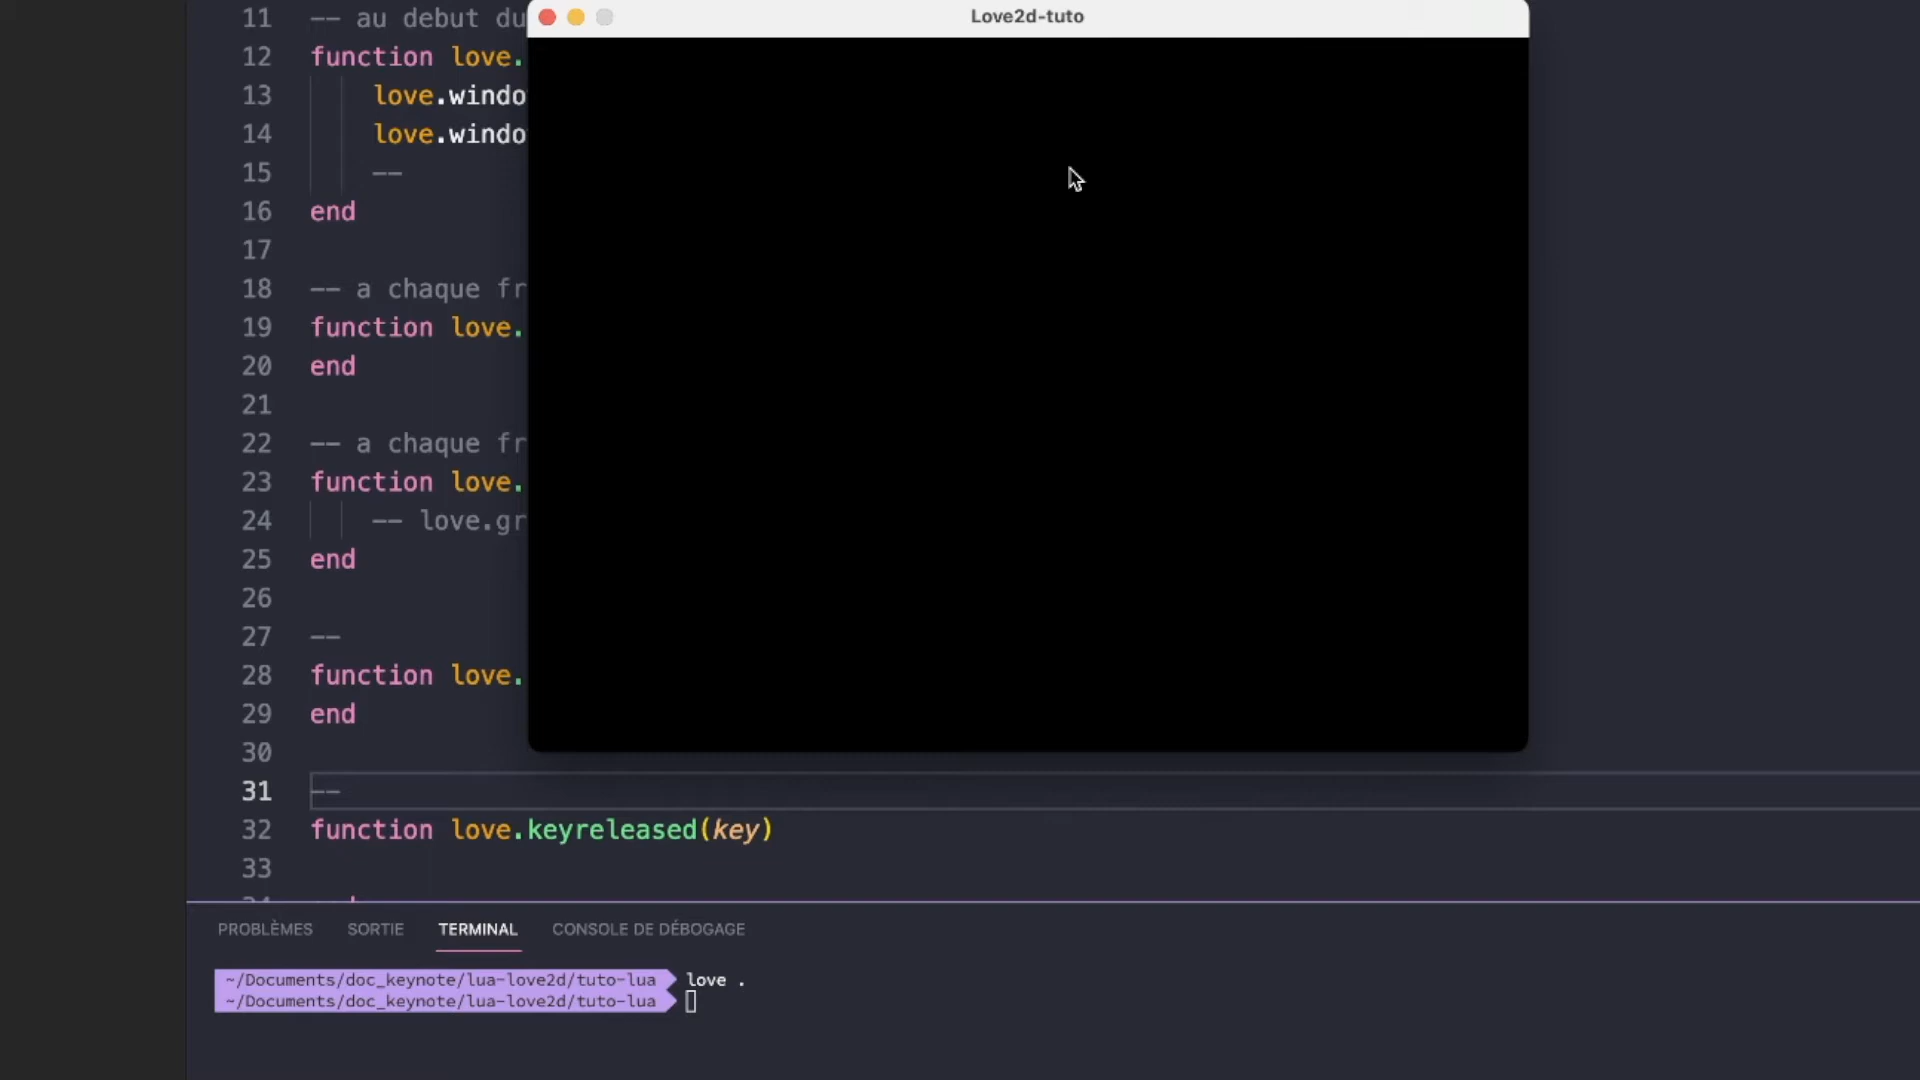 Love2d-tuto
11 -- au debut du
12 function love.
13 love.windo
14 love.windo
15 --
16 end
17
18 -- a chaque fr
19 function love.
20 end
21
22 -- a chaque fr
23 function love.
24 -- love.gr
25 end
26
27 --
28 function love.
29 end
30
31 --
32 function love.keyreleased(key)
33
PROBLÈMES SORTIE TERMINAL CONSOLE DE DÉBOGAGE
~/Documents/doc_keynote/lua-love2d/tuto-lua love .
~/Documents/doc_keynote/lua-love2d/tuto-lua